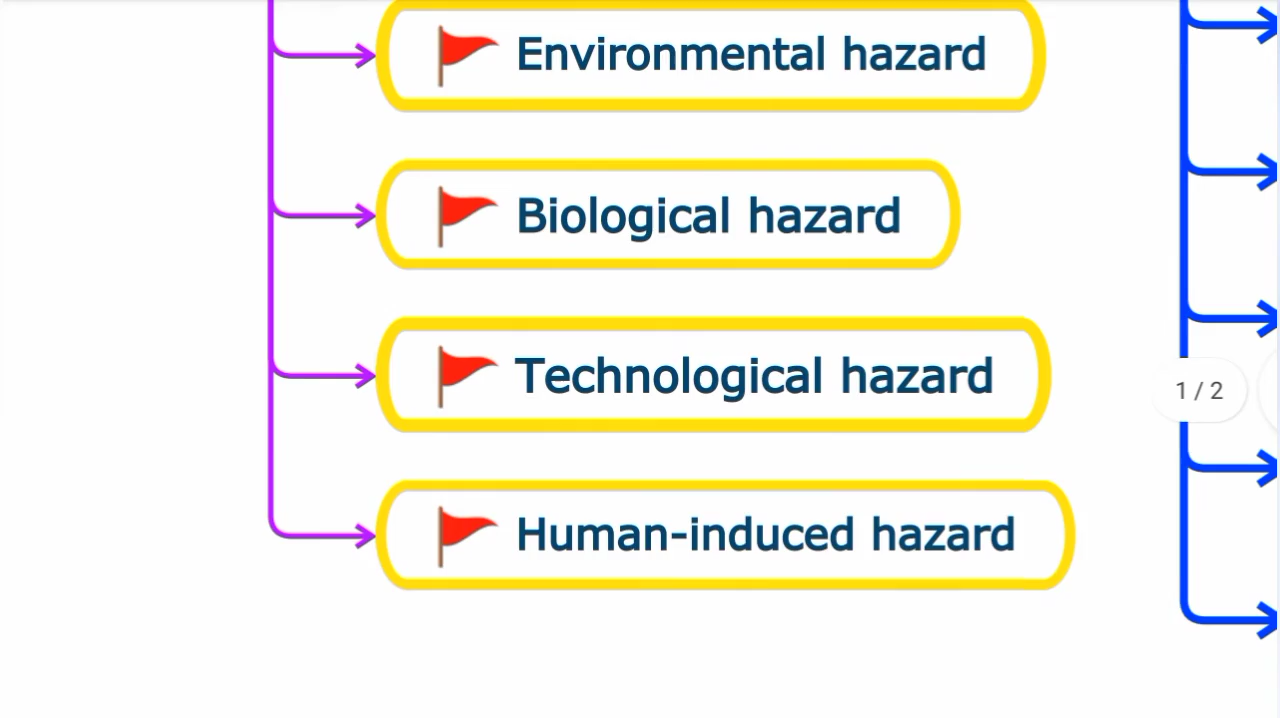 Environmental hazard
Biological hazard
Technological hazard
1 / 2
Human-induced hazard